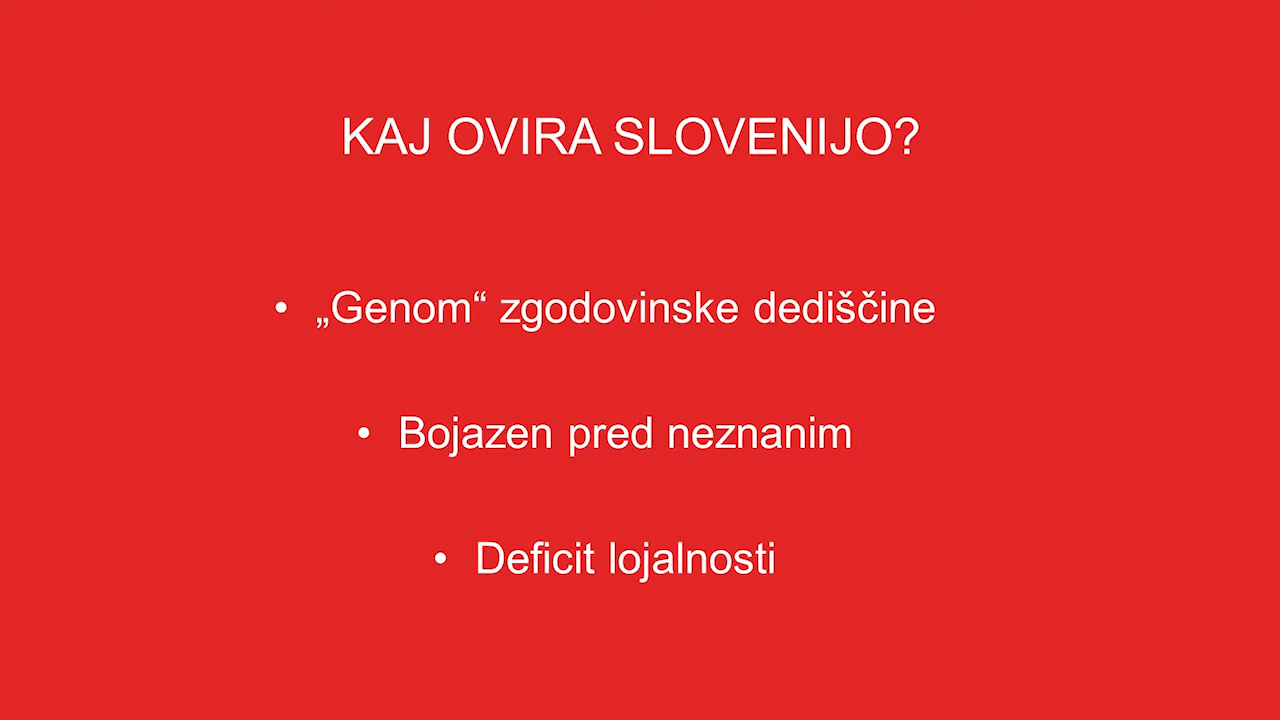 KAJ OVIRA SLOVENIJO?
• „Genom“ zgodovinske dediščine
• Bojazen pred neznanim
• Deficit lojalnosti